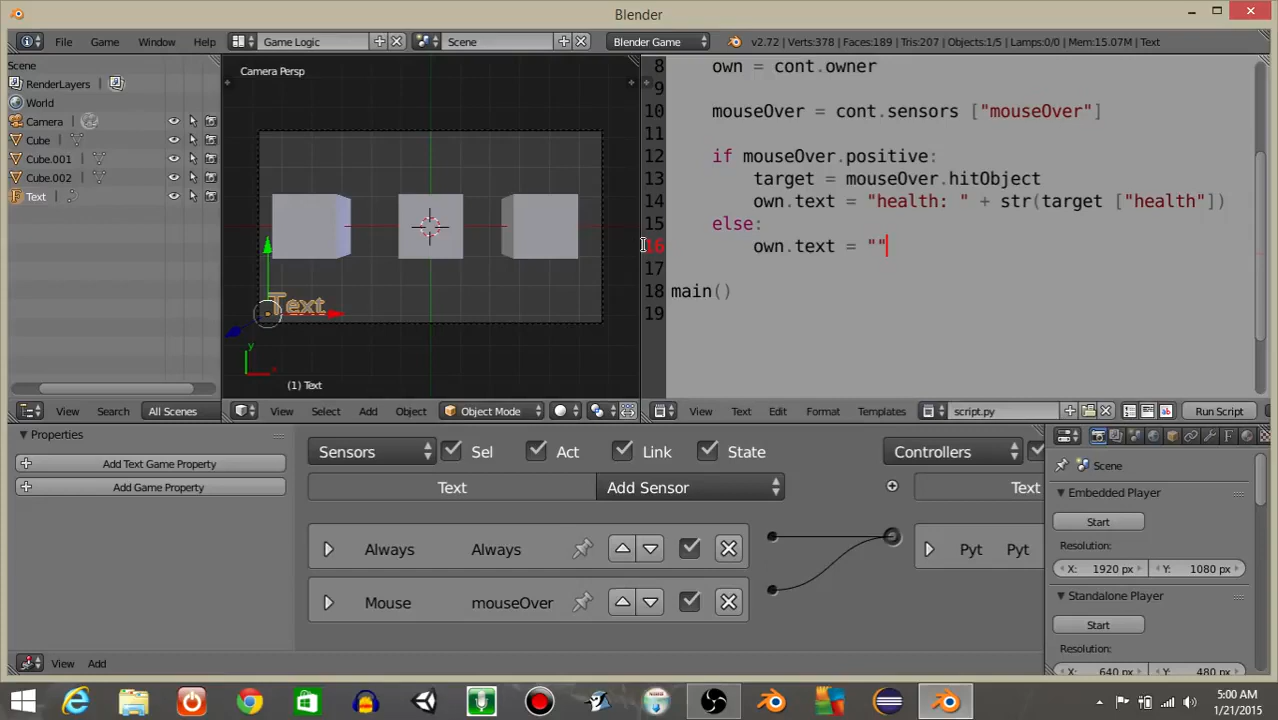 Blender
File Game Window Help Game Logic Scene Blender Game v2.72 | Verts:378 | Faces:189 | Tris:207 | Objects:1/5 | Lamps:0/0 | Mem:15.07M | Text
Scene
RenderLayers
World
Camera
Cube
Cube.001
Cube.002
Text
View Search All Scenes
Camera Persp
Text
y
x
(1) Text
View Select Add Object Object Mode
8 own = cont.owner
9
10 mouseOver = cont.sensors ["mouseOver"]
11
12 if mouseOver.positive:
13 target = mouseOver.hitObject
14 own.text = "health: " + str(target ["health"])
15 else:
16 own.text = ""
17
18 main()
19
View Text Edit Format Templates script.py Run Script
Properties
Add Text Game Property
Add Game Property
Sensors Sel Act Link State Controllers
Text Add Sensor Text
Always Always Pyt Pyt
Mouse mouseOver
View Add
Scene
Embedded Player
Start
Resolution:
X: 1920 px Y: 1080 px
Standalone Player
Start
Resolution:
X: 640 px Y: 480 px
5:00 AM
1/21/2015